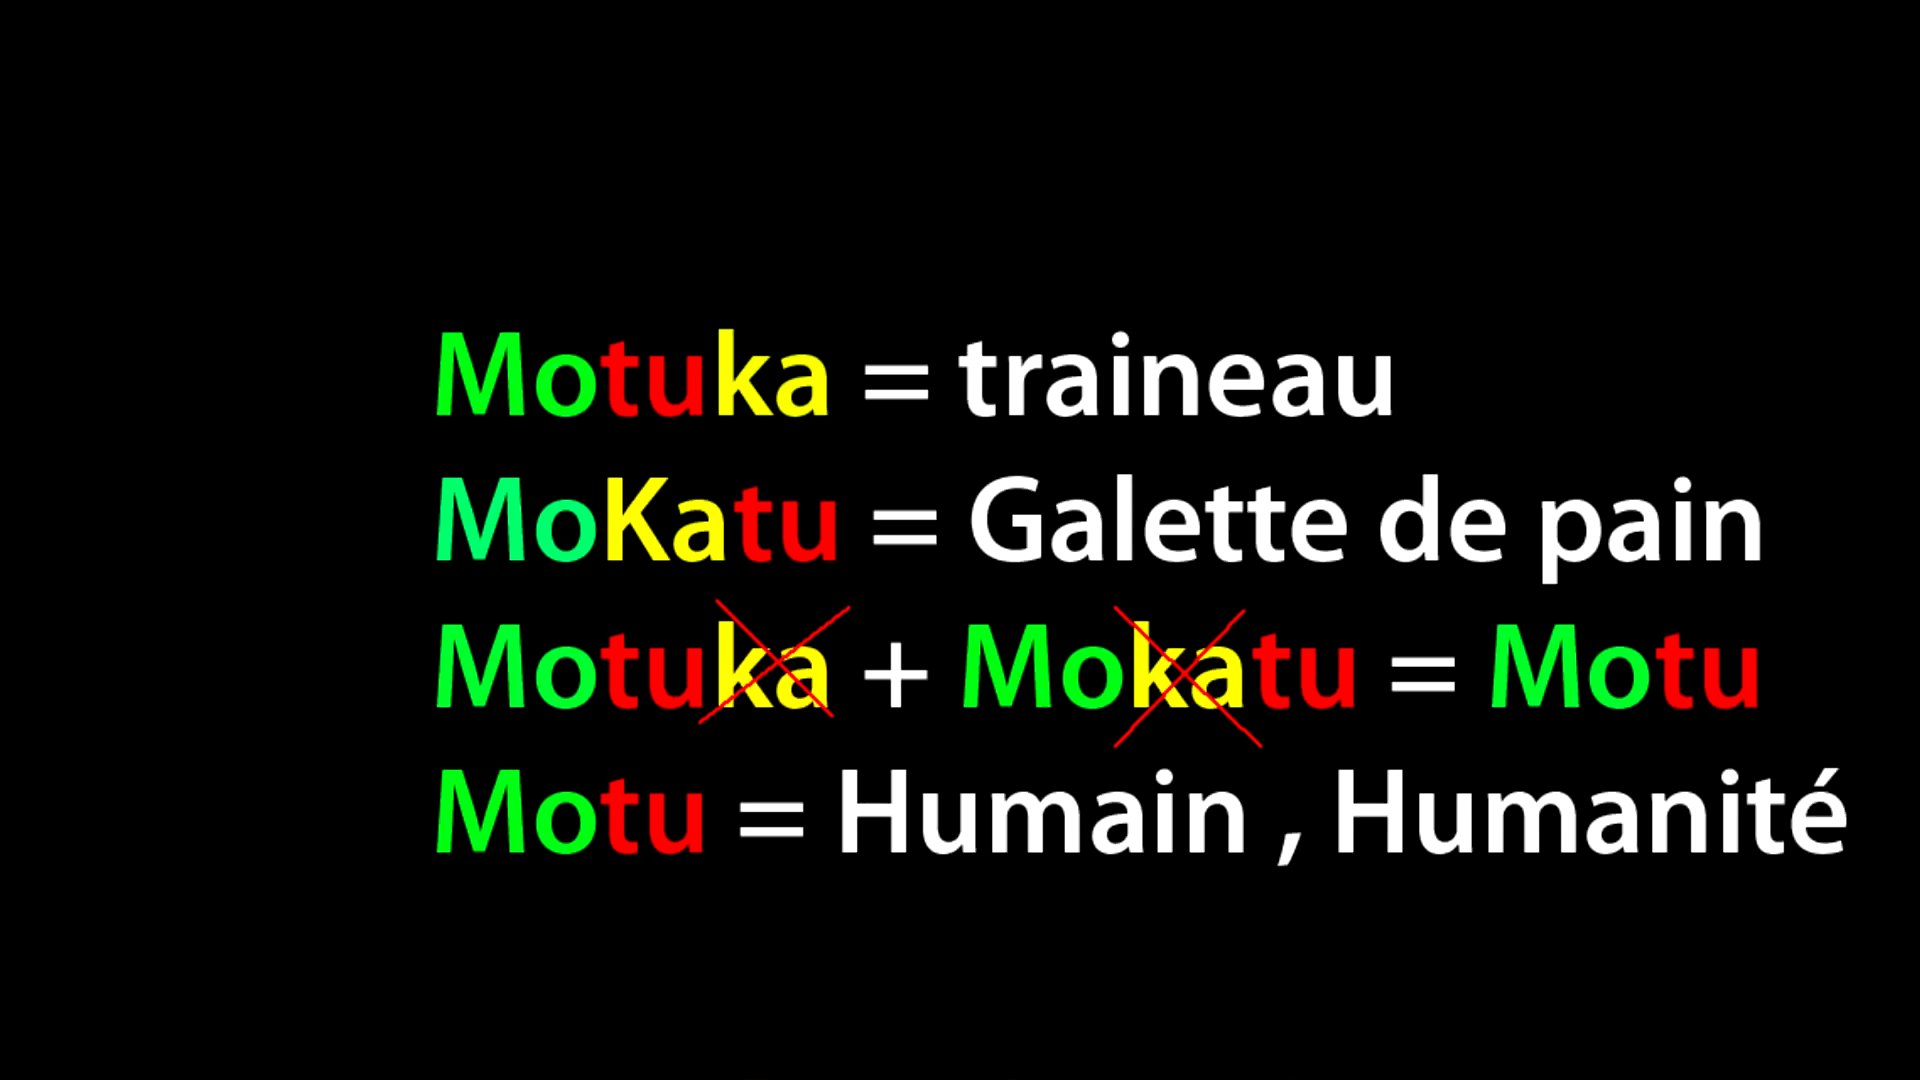 Motuka = traineau
MoKatu = Galette de pain
Motuka + Mokatu = Motu
Motu = Humain , Humanité